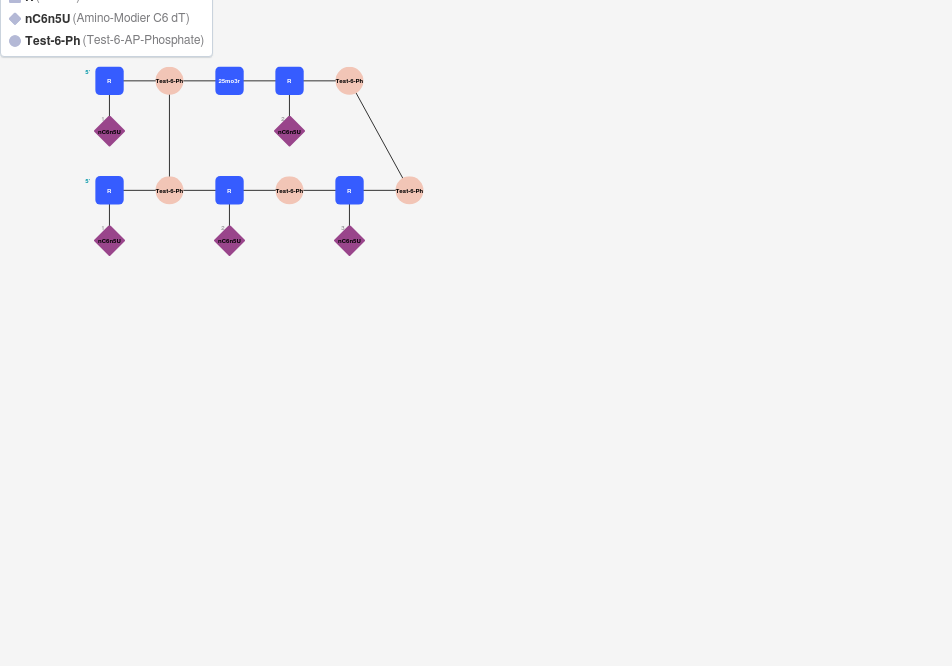 nC6n5U (Amino-Modier C6 dT)
Test-6-Ph (Test-6-AP-Phosphate)
5' R Test-6-Ph 25mo3r R Test-6-Ph
nC6n5U nC6n5U
5' R Test-6-Ph R Test-6-Ph R Test-6-Ph
nC6n5U nC6n5U nC6n5U